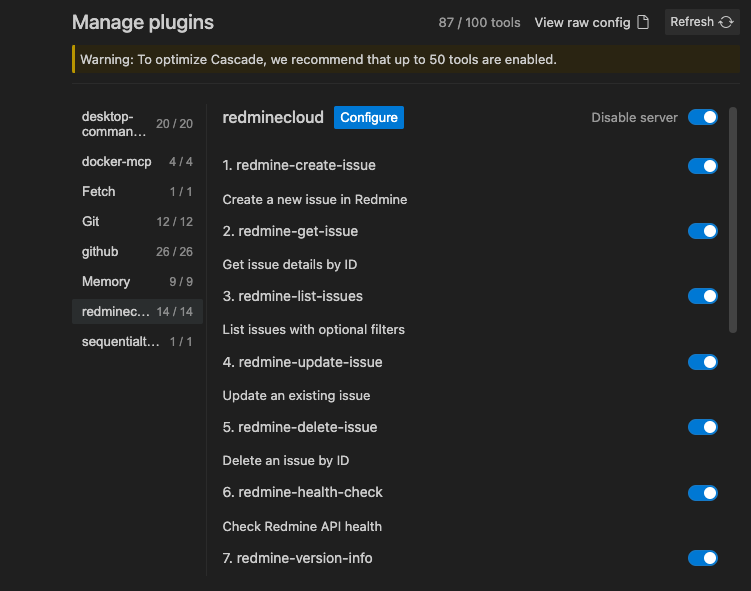 Manage plugins
87 / 100 tools
View raw config
Refresh
Warning: To optimize Cascade, we recommend that up to 50 tools are enabled.
desktop-
comman... 20 / 20
docker-mcp 4 / 4
Fetch 1 / 1
Git 12 / 12
github 26 / 26
Memory 9 / 9
redminec... 14 / 14
sequentialt... 1 / 1
redminecloud
Configure
Disable server
1. redmine-create-issue
Create a new issue in Redmine
2. redmine-get-issue
Get issue details by ID
3. redmine-list-issues
List issues with optional filters
4. redmine-update-issue
Update an existing issue
5. redmine-delete-issue
Delete an issue by ID
6. redmine-health-check
Check Redmine API health
7. redmine-version-info